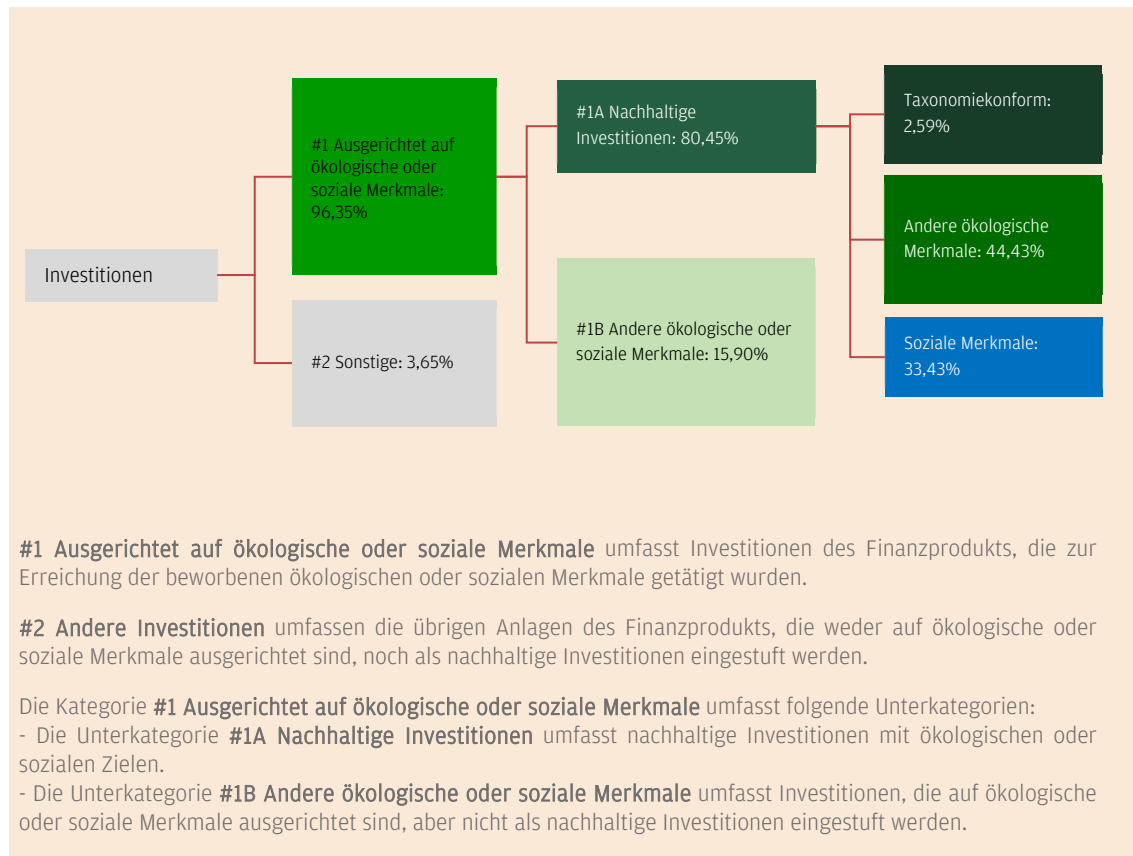 Investitionen
#1 Ausgerichtet auf
ökologische oder
soziale Merkmale:
96,35%
#2 Sonstige: 3,65%
#1A Nachhaltige
Investitionen: 80,45%
#1B Andere ökologische oder
soziale Merkmale: 15,90%
Taxonomiekonform:
2,59%
Andere ökologische
Merkmale: 44,43%
Soziale Merkmale:
33,43%
#1 Ausgerichtet auf ökologische oder soziale Merkmale umfasst Investitionen des Finanzprodukts, die zur
Erreichung der beworbenen ökologischen oder sozialen Merkmale getätigt wurden.
#2 Andere Investitionen umfassen die übrigen Anlagen des Finanzprodukts, die weder auf ökologische oder
soziale Merkmale ausgerichtet sind, noch als nachhaltige Investitionen eingestuft werden.
Die Kategorie #1 Ausgerichtet auf ökologische oder soziale Merkmale umfasst folgende Unterkategorien:
- Die Unterkategorie #1A Nachhaltige Investitionen umfasst nachhaltige Investitionen mit ökologischen oder
sozialen Zielen.
- Die Unterkategorie #1B Andere ökologische oder soziale Merkmale umfasst Investitionen, die auf ökologische
oder soziale Merkmale ausgerichtet sind, aber nicht als nachhaltige Investitionen eingestuft werden.